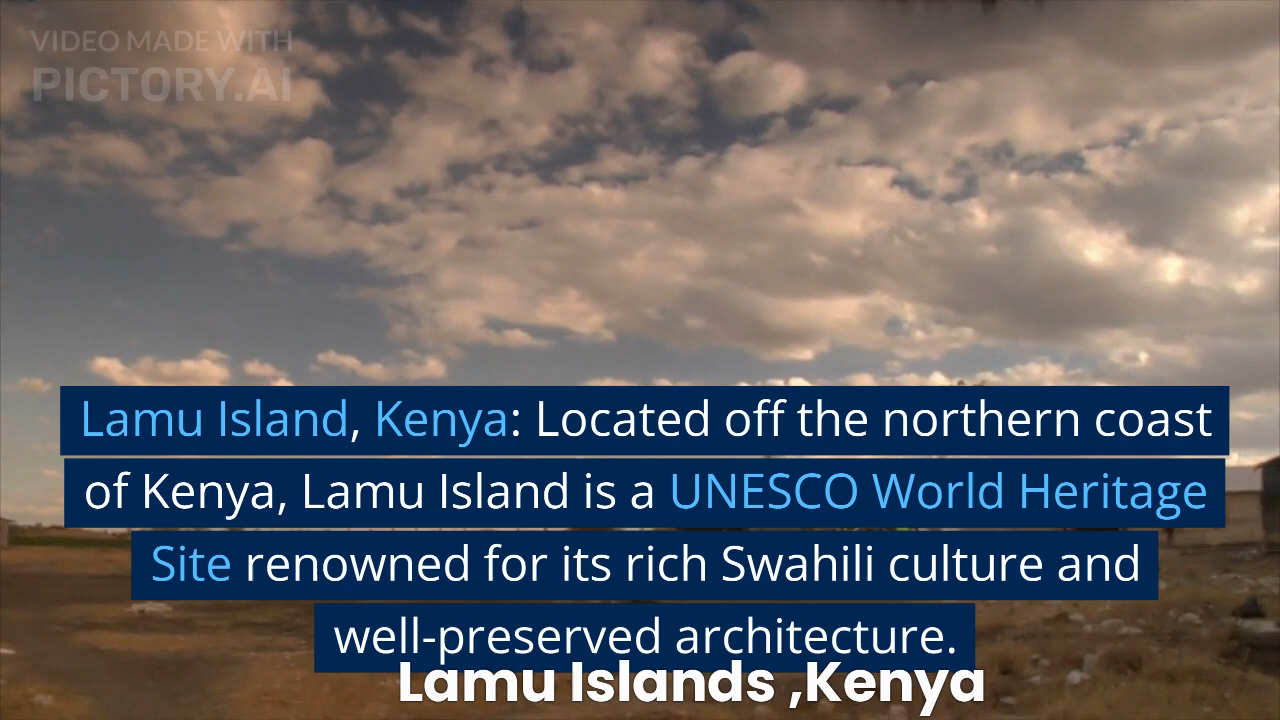 VIDEO MADE WITH
PICTORY.AI
Lamu Island, Kenya: Located off the northern coast
of Kenya, Lamu Island is a UNESCO World Heritage
Site renowned for its rich Swahili culture and
well-preserved architecture.
Lamu Islands ,Kenya